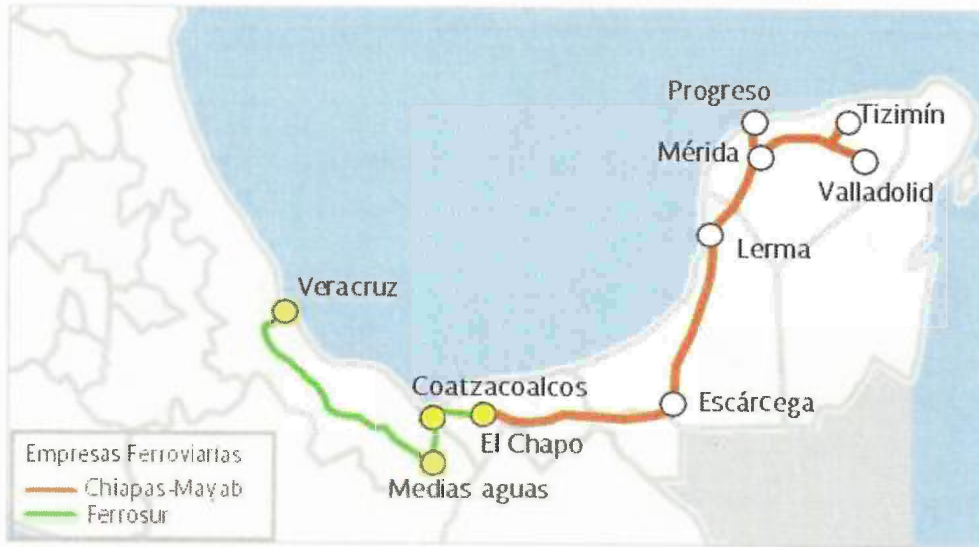 Progreso
Tizimín
Mérida
Valladolid
Lerma
Veracruz
Coatzacoalcos
Escárcega
El Chapo
Medias aguas
Empresas Ferroviarias
Chiapas-Mayab
Ferrosur